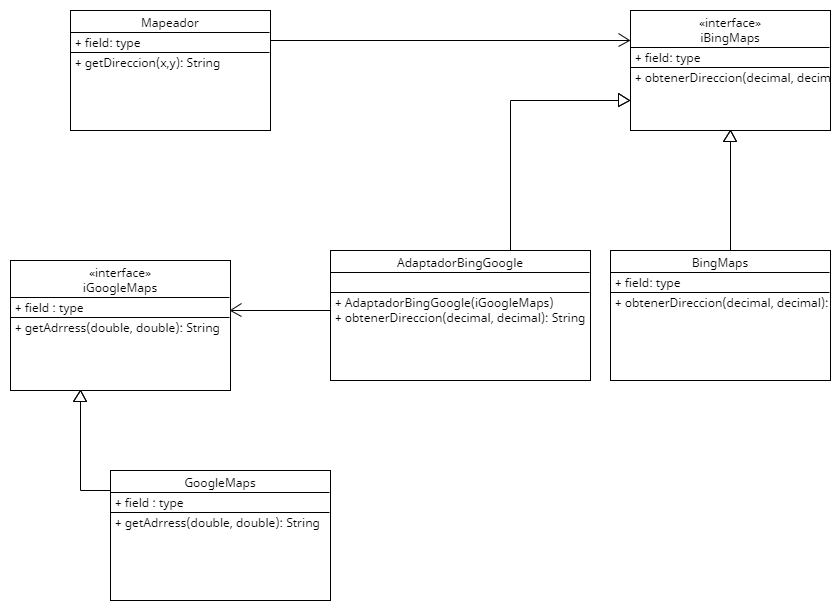 Mapeador
+ field: type
+ getDireccion(x,y): String
«interface»
iBingMaps
+ field: type
+ obtenerDireccion(decimal, decim
«interface»
iGoogleMaps
+ field : type
+ getAdrress(double, double): String
AdaptadorBingGoogle
+ AdaptadorBingGoogle(iGoogleMaps)
+ obtenerDireccion(decimal, decimal): String
BingMaps
+ field: type
+ obtenerDireccion(decimal, decimal):
GoogleMaps
+ field : type
+ getAdrress(double, double): String